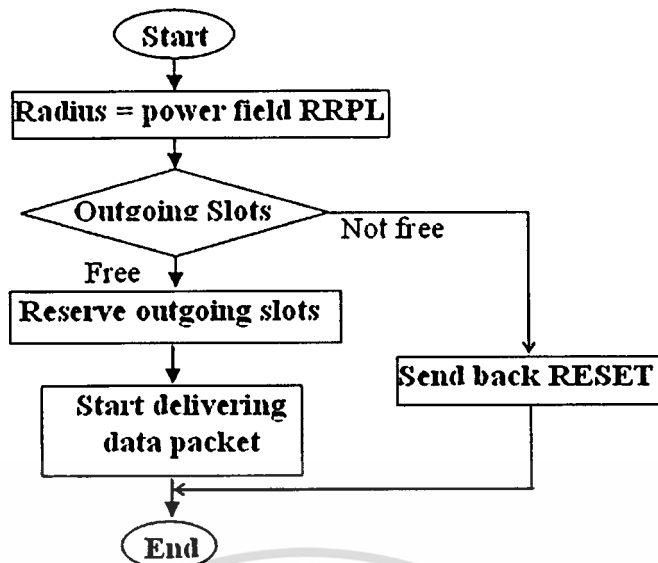 Start
Radius = power field RRPL
Outgoing Slots
Not free
Free
Reserve outgoing slots
Send back RESET
Start delivering
data packet
End